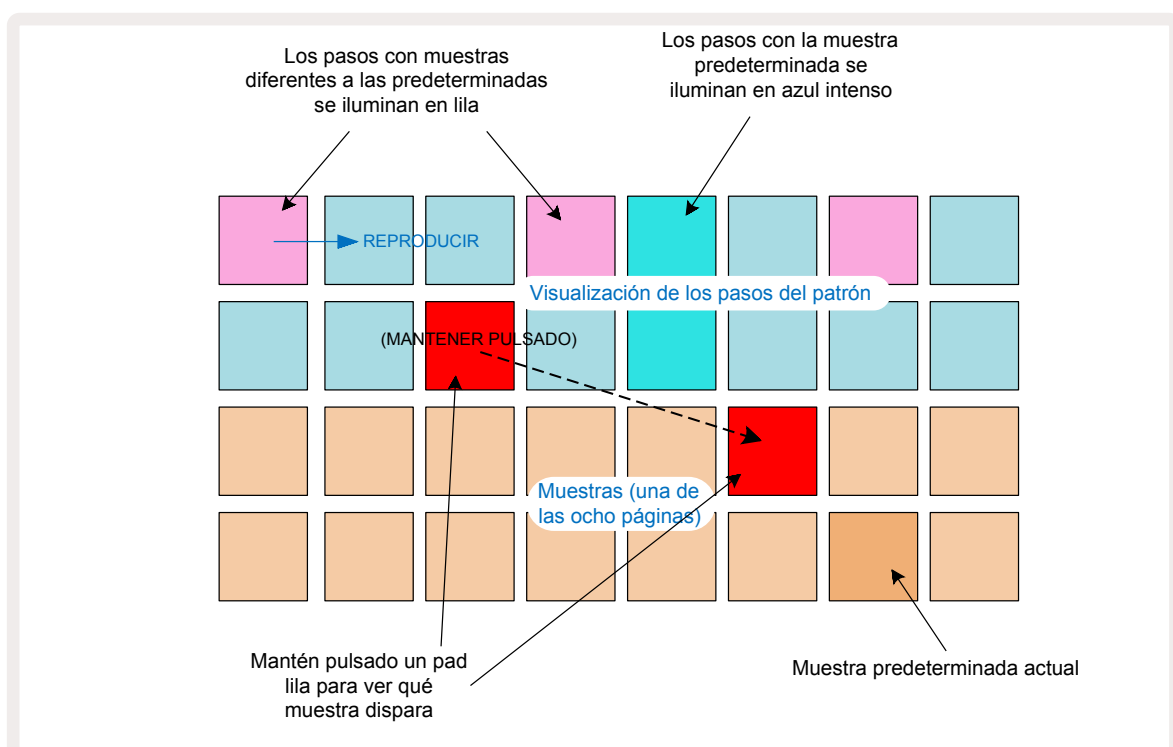 Los pasos con muestras
diferentes a las predeterminadas
se iluminan en lila
Los pasos con la muestra
predeterminada se
iluminan en azul intenso
REPRODUCIR
Visualización de los pasos del patrón
(MANTENER PULSADO)
Muestras (una de
las ocho páginas)
Mantén pulsado un pad
lila para ver qué
muestra dispara
Muestra predeterminada actual